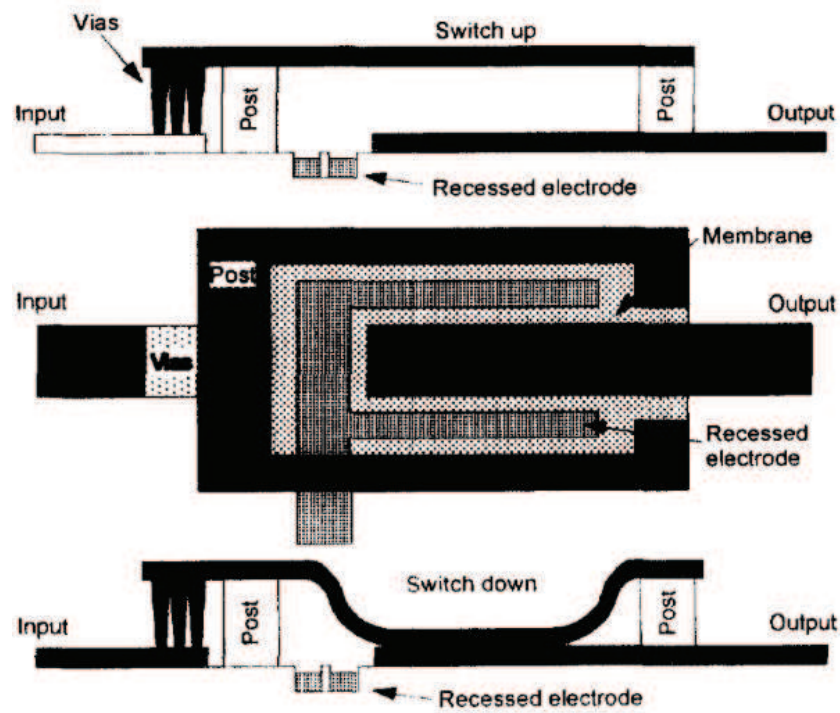 Vias
Switch up
Input
Post
Post
Output
Recessed electrode
Membrane
Post
Input
Output
Vias
Recessed
electrode
Switch down
Input
Post
Post
Output
Recessed electrode